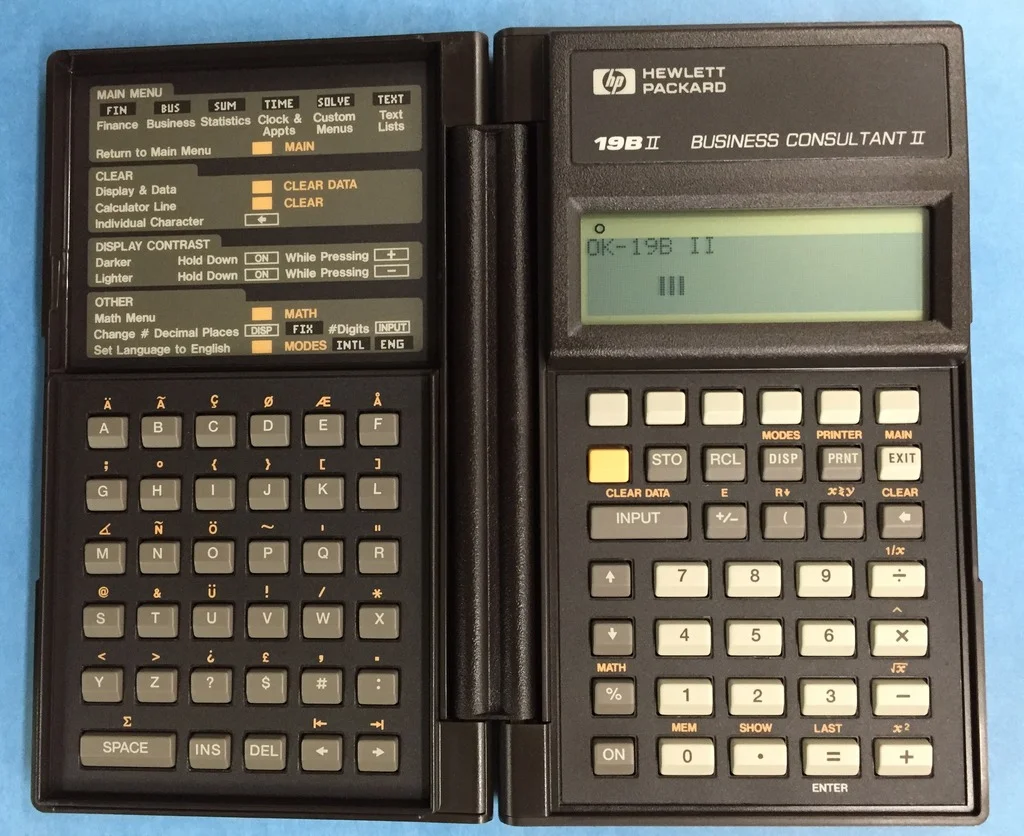 MAIN MENU
FIN BUS SUM TIME SOLVE TEXT
Finance Business Statistics Clock & Appts Custom Menus Text Lists
Return to Main Menu MAIN
CLEAR
Display & Data CLEAR DATA
Calculator Line CLEAR
Individual Character ←
DISPLAY CONTRAST
Darker Hold Down ON While Pressing +
Lighter Hold Down ON While Pressing −
OTHER
Math Menu MATH
Change # Decimal Places DISP FIX #Digits INPUT
Set Language to English MODES INTL ENG
Ä Ã Ç Ø Æ Å
A B C D E F
; ° { } [ ]
G H I J K L
∡ Ñ Ö ~ ' "
M N O P Q R
@ & Ü ! / *
S T U V W X
< > ¿ £ , .
Y Z ? $ # :
Σ |← →|
SPACE INS DEL ← →
hp HEWLETT
PACKARD
19B II BUSINESS CONSULTANT II
OK-19B II
MODES PRINTER MAIN
STO RCL DISP PRNT EXIT
CLEAR DATA E R↓ x≷y CLEAR
INPUT +/− ( ) ←
1/x
↑ 7 8 9 ÷
^
↓ 4 5 6 ×
MATH √x
% 1 2 3 −
MEM SHOW LAST x²
ON 0 · = +
ENTER